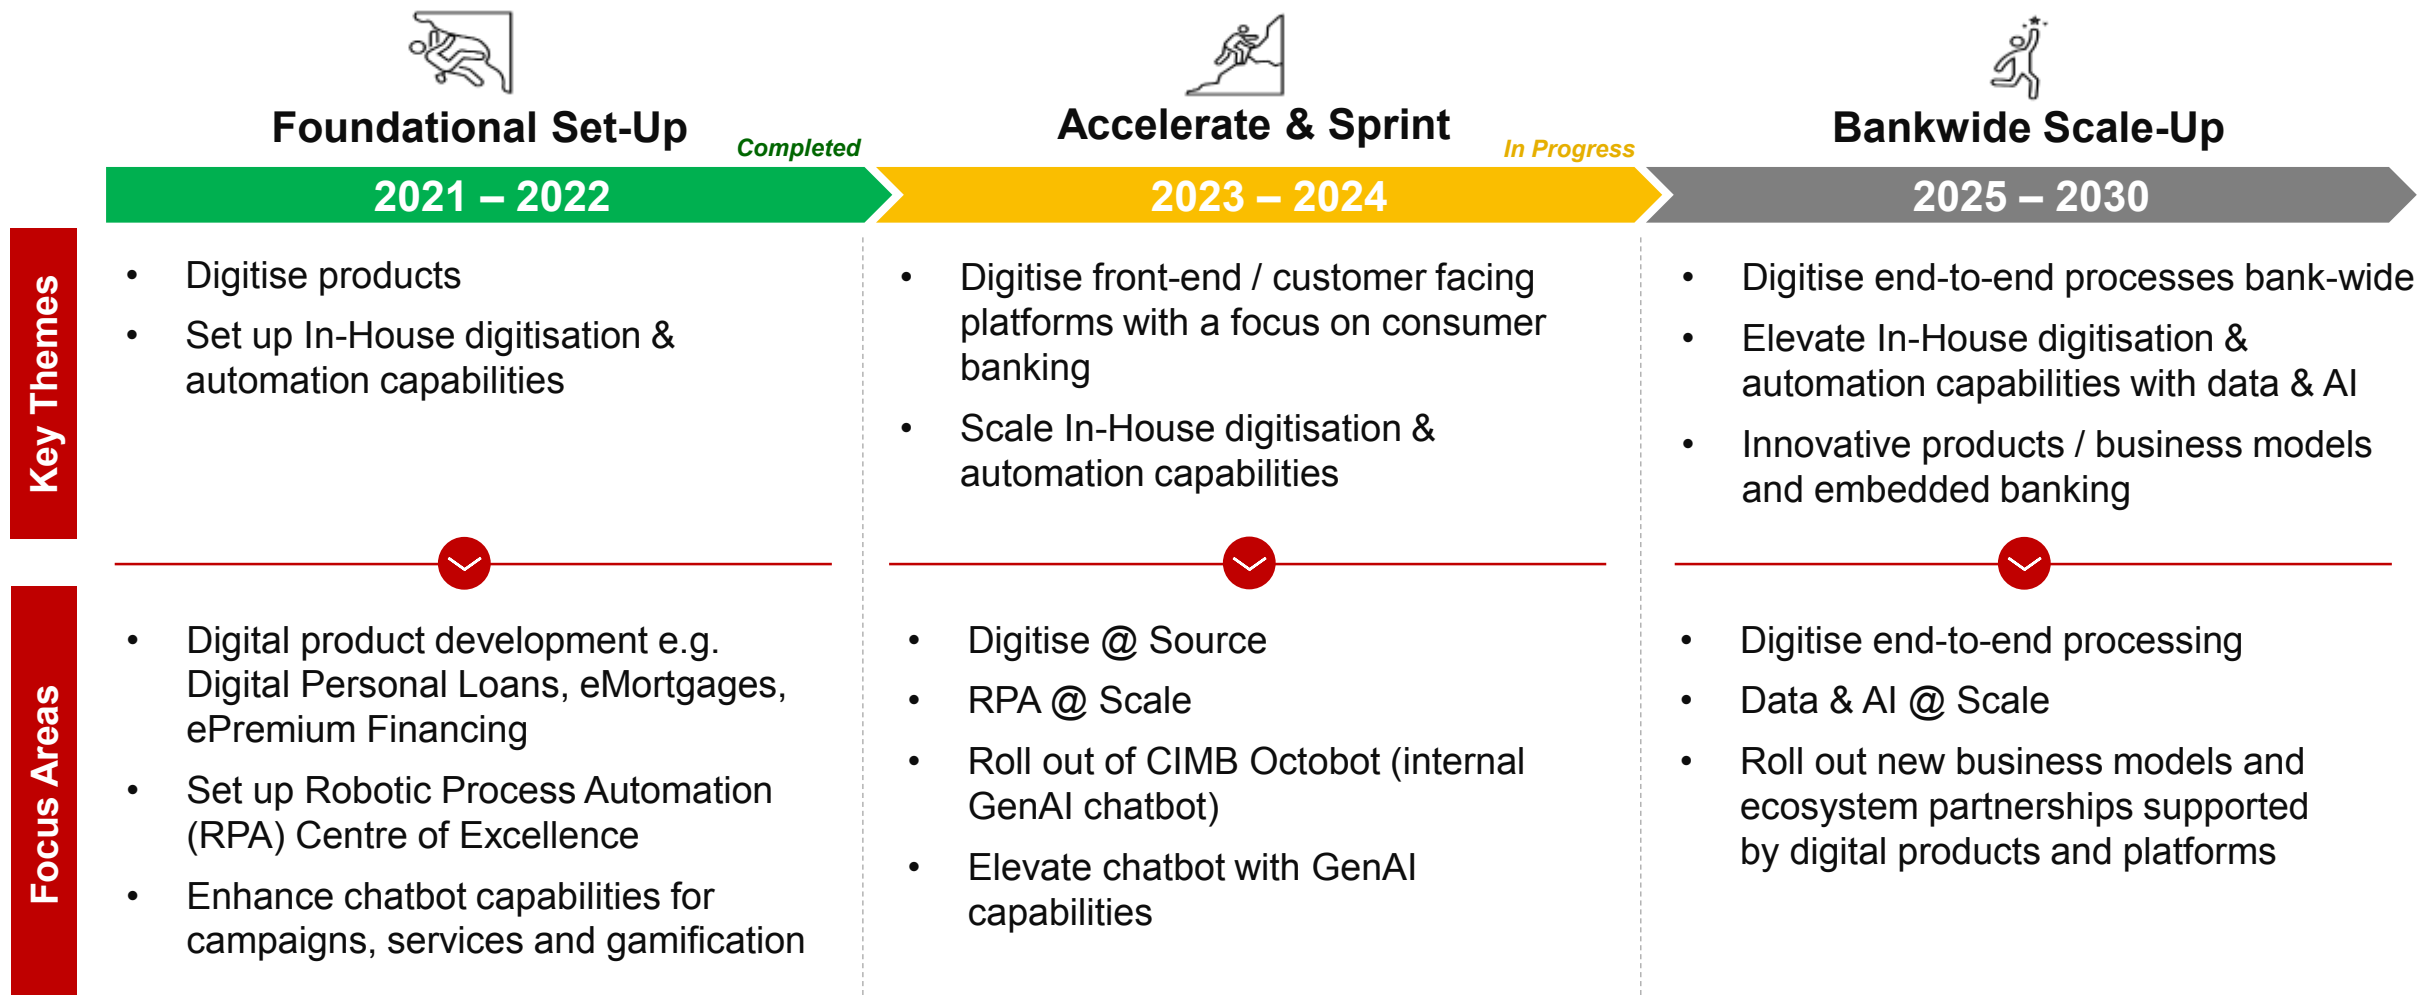 Foundational Set-Up
Completed
Accelerate & Sprint
In Progress
Bankwide Scale-Up
2021 – 2022
2023 – 2024
2025 – 2030
Key Themes
• Digitise products
• Set up In-House digitisation &
automation capabilities
• Digitise front-end / customer facing
platforms with a focus on consumer
banking
• Scale In-House digitisation &
automation capabilities
• Digitise end-to-end processes bank-wide
• Elevate In-House digitisation &
automation capabilities with data & AI
• Innovative products / business models
and embedded banking
Focus Areas
• Digital product development e.g.
Digital Personal Loans, eMortgages,
ePremium Financing
• Set up Robotic Process Automation
(RPA) Centre of Excellence
• Enhance chatbot capabilities for
campaigns, services and gamification
• Digitise @ Source
• RPA @ Scale
• Roll out of CIMB Octobot (internal
GenAI chatbot)
• Elevate chatbot with GenAI
capabilities
• Digitise end-to-end processing
• Data & AI @ Scale
• Roll out new business models and
ecosystem partnerships supported
by digital products and platforms